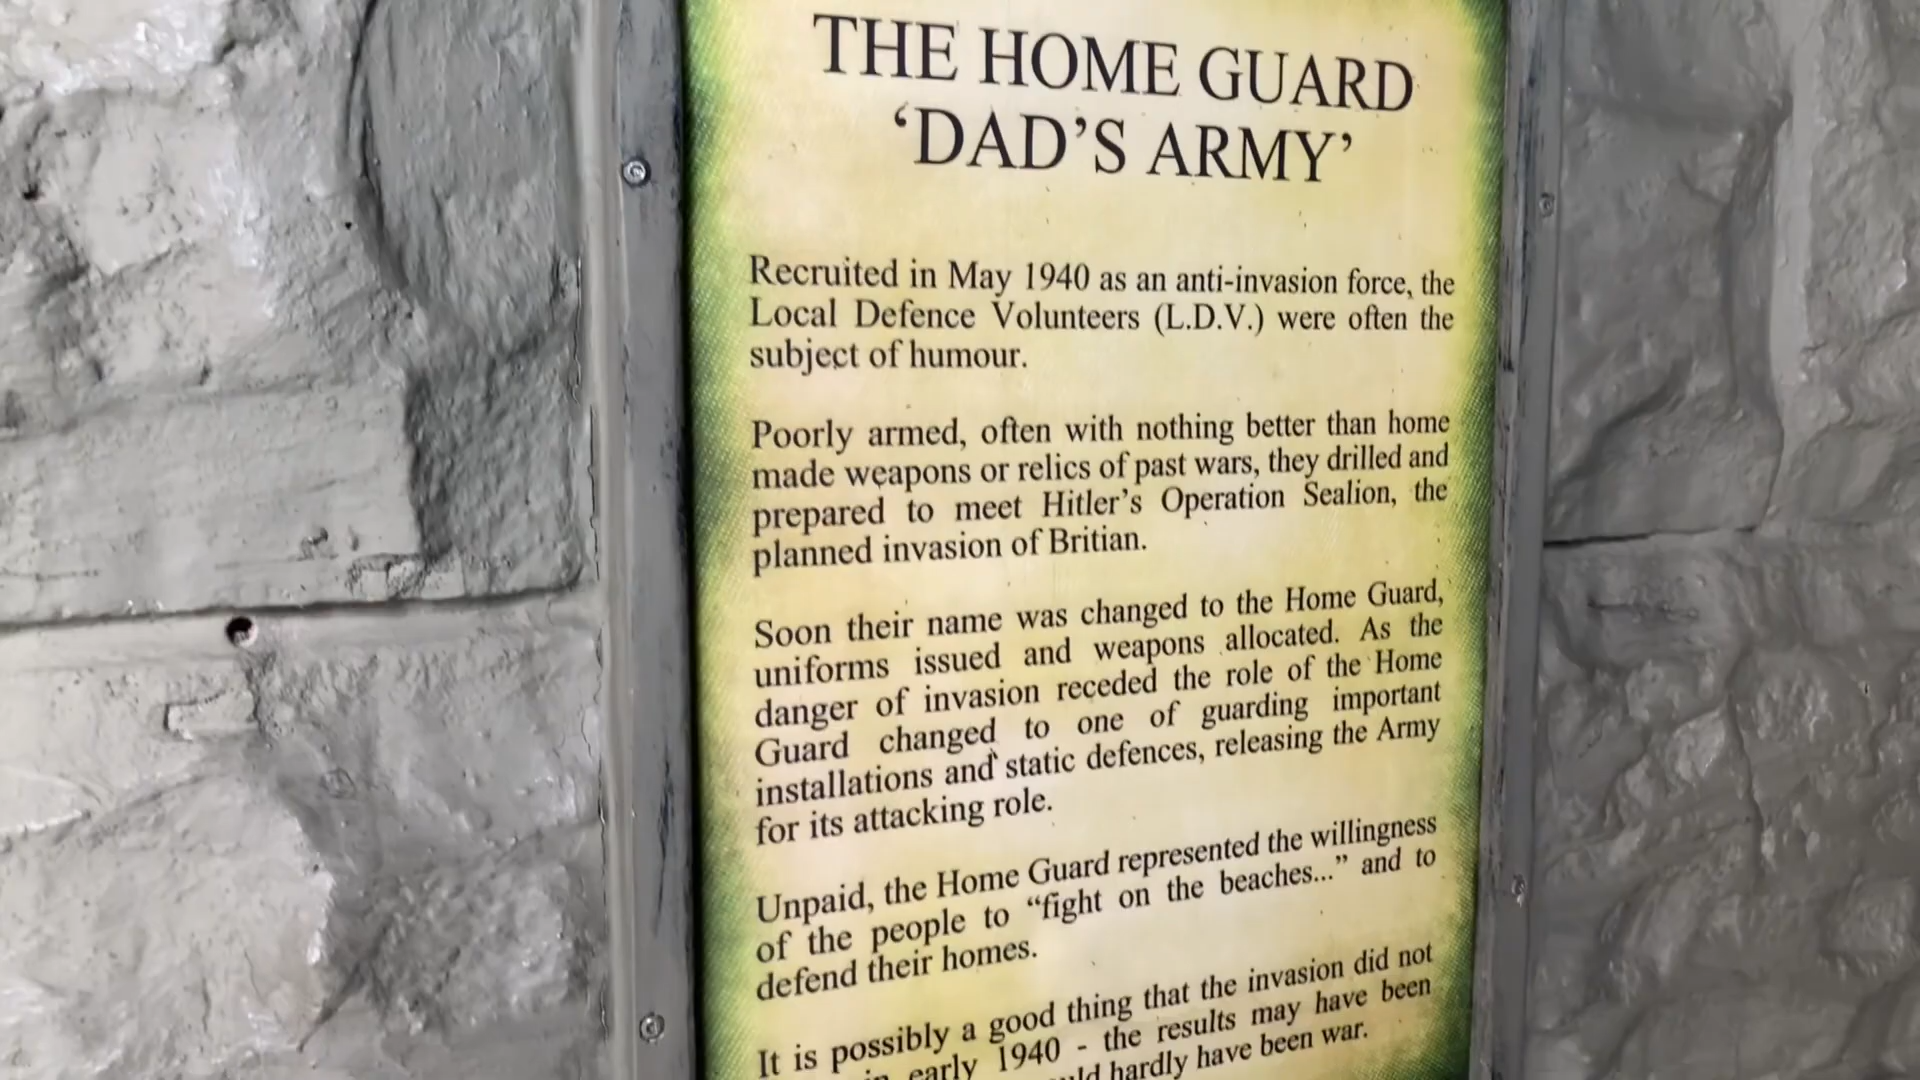 THE HOME GUARD
‘DAD’S ARMY’
Recruited in May 1940 as an anti-invasion force, the
Local Defence Volunteers (L.D.V.) were often the
subject of humour.
Poorly armed, often with nothing better than home
made weapons or relics of past wars, they drilled and
prepared to meet Hitler’s Operation Sealion, the
planned invasion of Britian.
Soon their name was changed to the Home Guard,
uniforms issued and weapons allocated. As the
danger of invasion receded the role of the Home
Guard changed to one of guarding important
installations and static defences, releasing the Army
for its attacking role.
Unpaid, the Home Guard represented the willingness
of the people to “fight on the beaches...” and to
defend their homes.
It is possibly a good thing that the invasion did not
in early 1940 - the results may have been
hardly have been war.